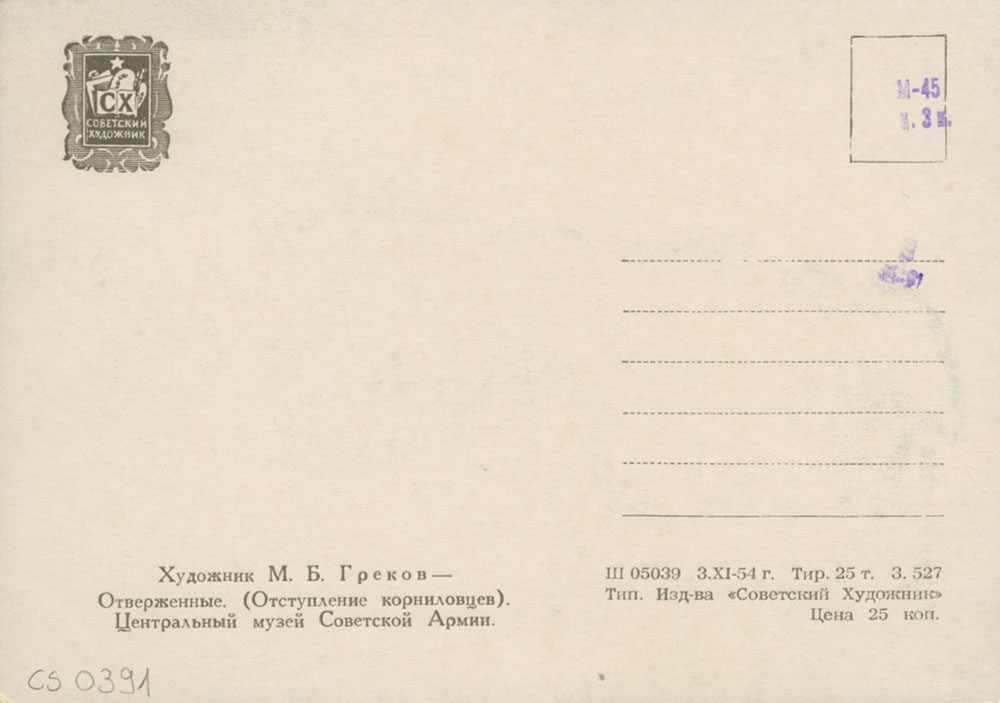 СХ
СОВЕТСКИЙ
ХУДОЖНИК
М-45
ц. 3 к.
Художник М. Б. Греков —
Отверженные. (Отступление корниловцев).
Центральный музей Советской Армии.
Ш 05039 3.XI-54 г. Тир. 25 т. З. 527
Тип. Изд-ва «Советский Художник»
Цена 25 коп.
CS 0391